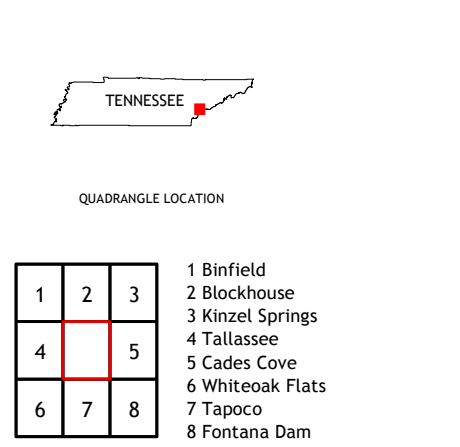 TENNESSEE
QUADRANGLE LOCATION
1 2 3
4 5
6 7 8
1 Binfield
2 Blockhouse
3 Kinzel Springs
4 Tallassee
5 Cades Cove
6 Whiteoak Flats
7 Tapoco
8 Fontana Dam